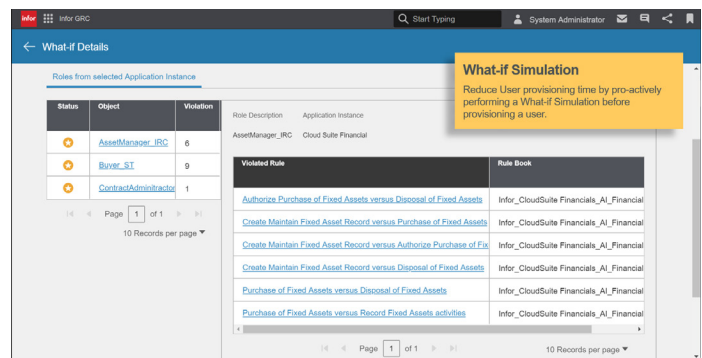 infor Infor GRC Start Typing System Administrator
What-if Details
What-if Simulation
Reduce User provisioning time by pro-actively
performing a What-if Simulation before
provisioning a user.
Roles from selected Application Instance
Status Object Violation
AssetManager_IRC 6
Buyer_ST 9
ContractAdminitractor 1
Page 1 of 1
10 Records per page
Role Description Application Instance
AssetManager_IRC Cloud Suite Financial
Violated Rule Rule Book
Authorize Purchase of Fixed Assets versus Disposal of Fixed Assets Infor_CloudSuite Financials_AI_Financial
Create Maintain Fixed Asset Record versus Purchase of Fixed Assets Infor_CloudSuite Financials_AI_Financial
Create Maintain Fixed Asset Record versus Authorize Purchase of Fix Infor_CloudSuite Financials_AI_Financial
Create Maintain Fixed Asset Record versus Disposal of Fixed Assets Infor_CloudSuite Financials_AI_Financial
Purchase of Fixed Assets versus Disposal of Fixed Assets Infor_CloudSuite Financials_AI_Financial
Purchase of Fixed Assets versus Record Fixed Assets activities Infor_CloudSuite Financials_AI_Financial
Page 1 of 1 10 Records per page